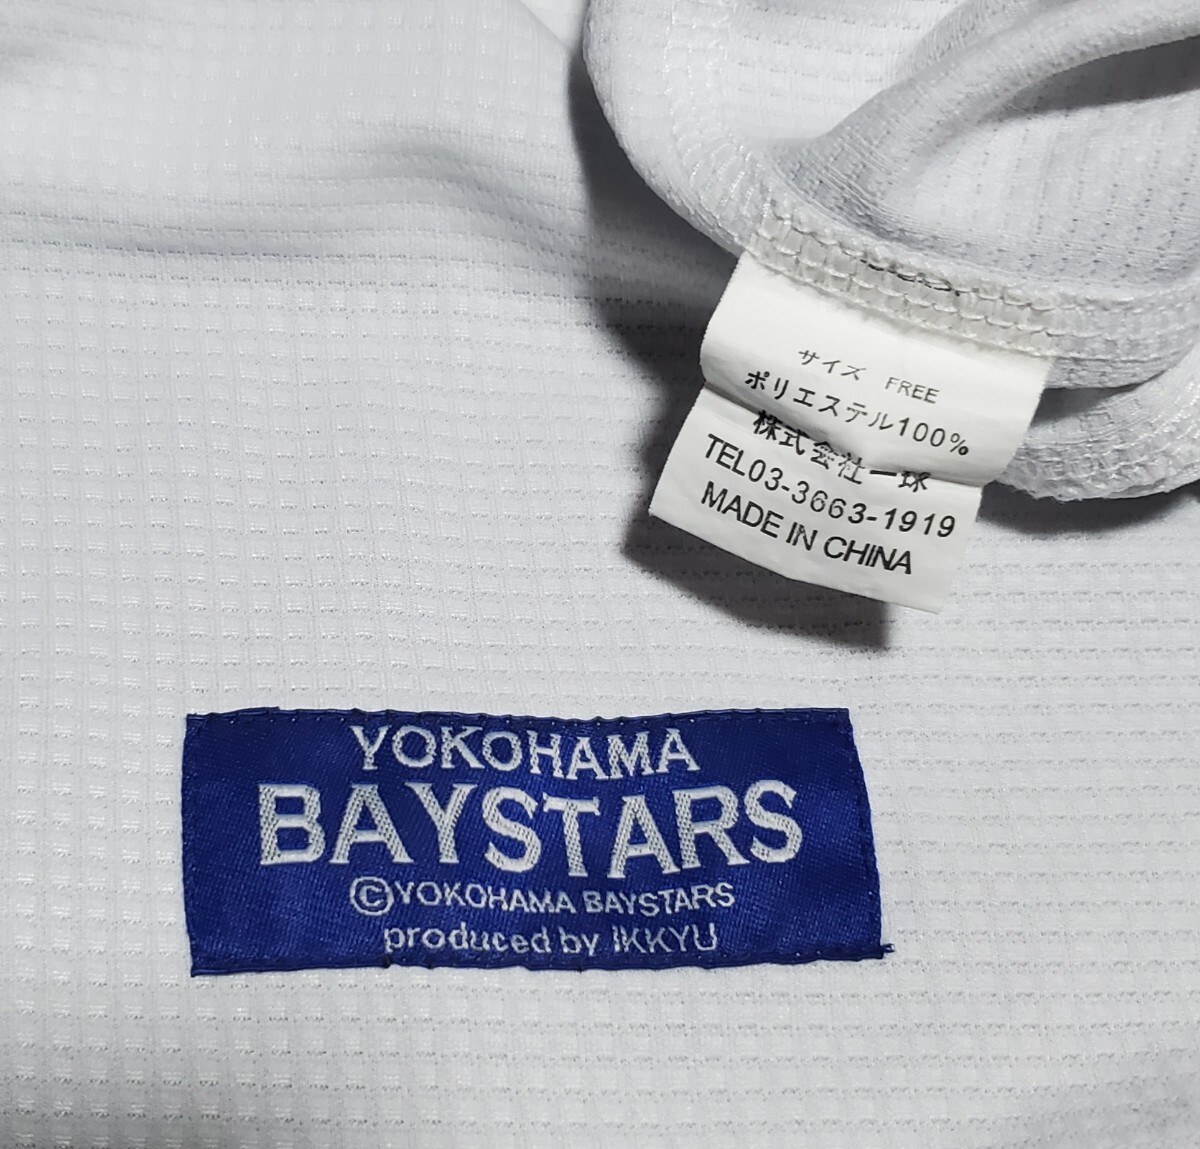 サイズ FREE
ポリエステル100%
株式会社一球
TEL03-3663-1919
MADE IN CHINA
YOKOHAMA
BAYSTARS
©YOKOHAMA BAYSTARS
produced by IKKYU